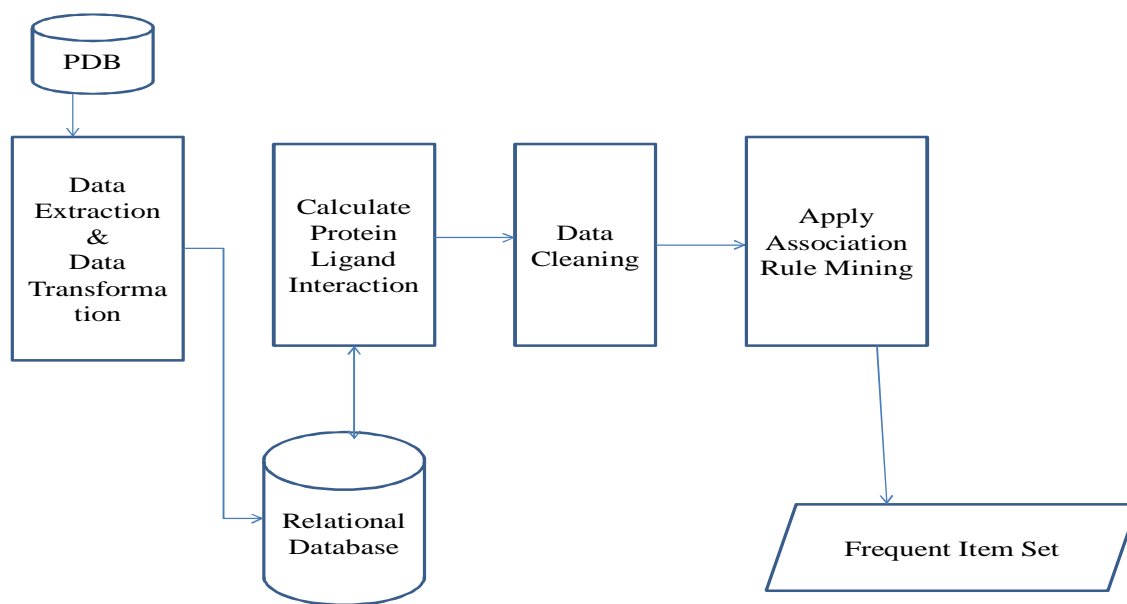 PDB
Data
Extraction
&
Data
Transforma
tion
Calculate
Protein
Ligand
Interaction
Data
Cleaning
Apply
Association
Rule Mining
Relational
Database
Frequent Item Set